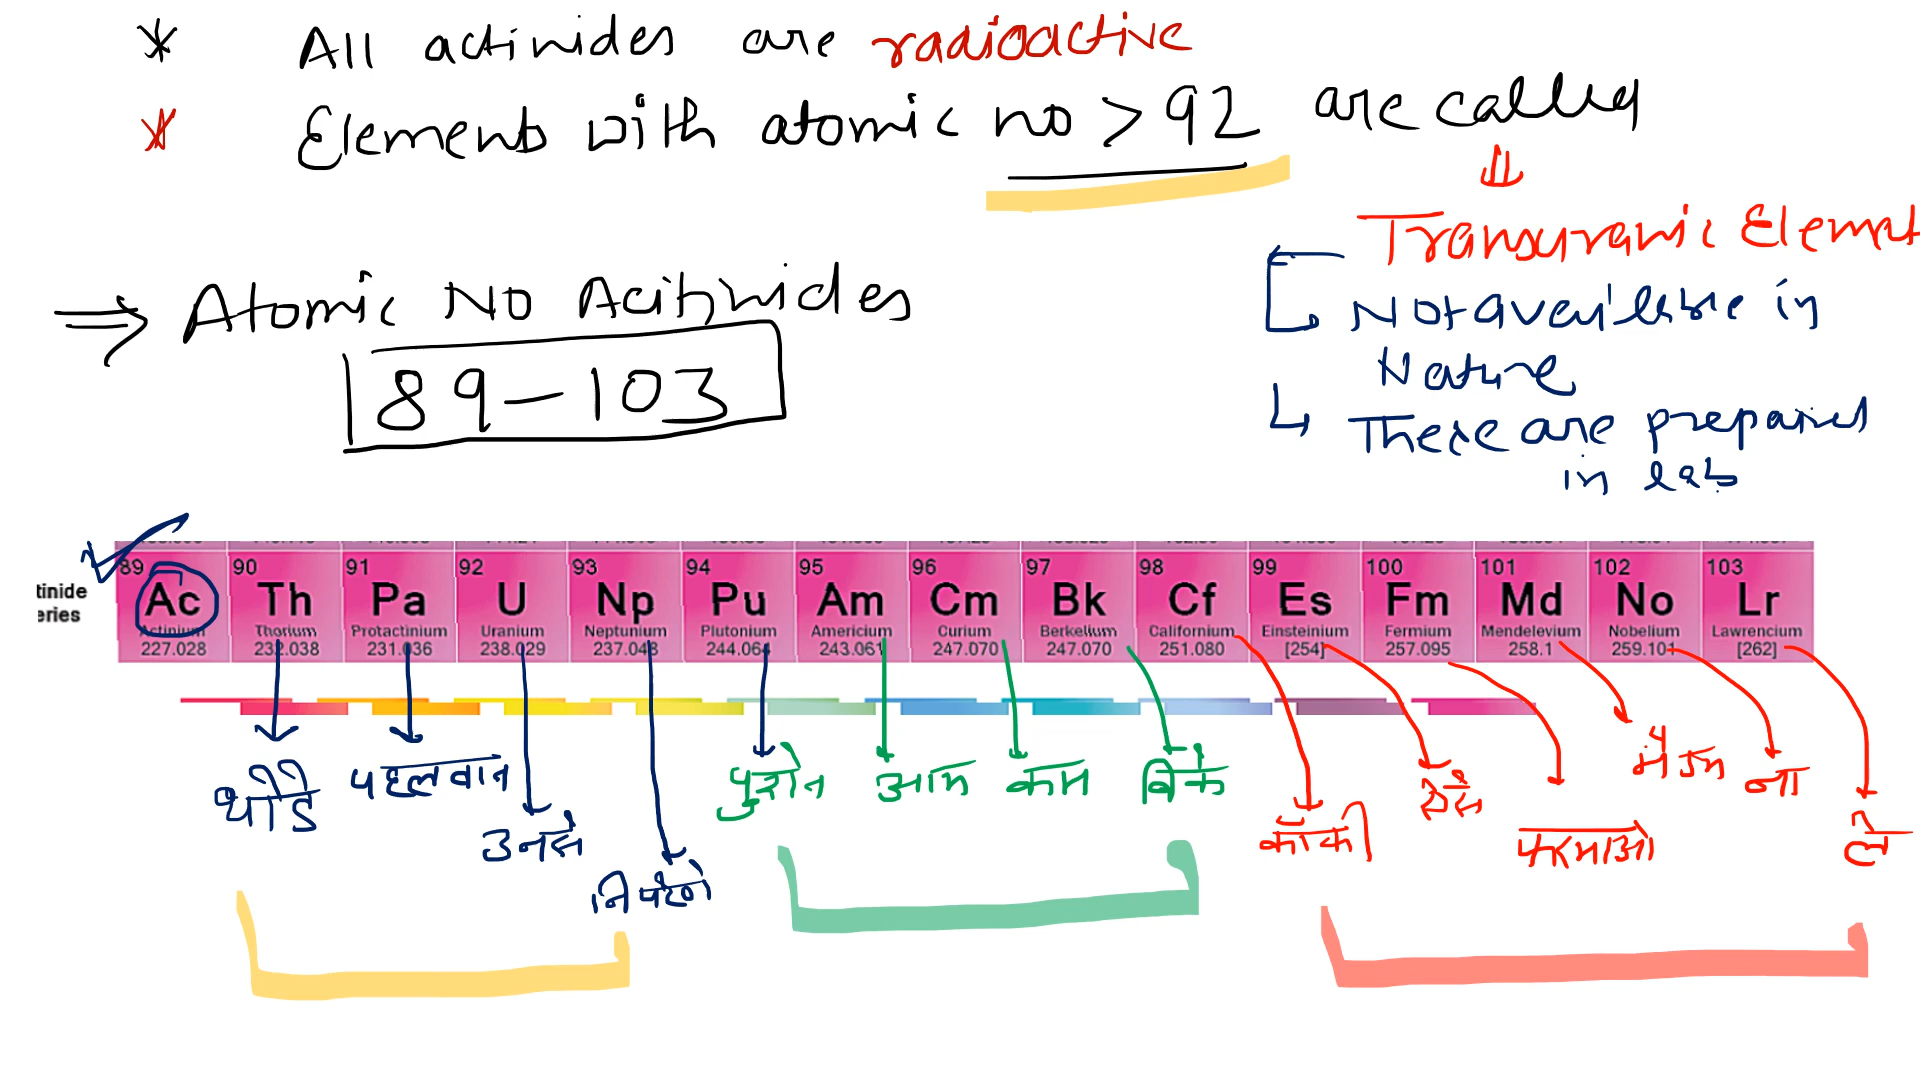 * All actinides are radioactive
* Elements with atomic no > 92 are called
Transuranic Element
Not available in
Nature
These are prepared
in lab
⇒ Atomic No Acitinides
89 – 103
tinide
eries
89 90 91 92 93 94 95 96 97 98 99 100 101 102 103
Ac Th Pa U Np Pu Am Cm Bk Cf Es Fm Md No Lr
Actinium Thorium Protactinium Uranium Neptunium Plutonium Americium Curium Berkelium Californium Einsteinium Fermium Mendelevium Nobelium Lawrencium
227.028 232.038 231.036 238.029 237.048 244.064 243.061 247.070 247.070 251.080 [254] 257.095 258.1 259.101 [262]
थोडे पहलवान उनसे
पुराने आम कम बिके
मैडम ना
काफी फरमाओ